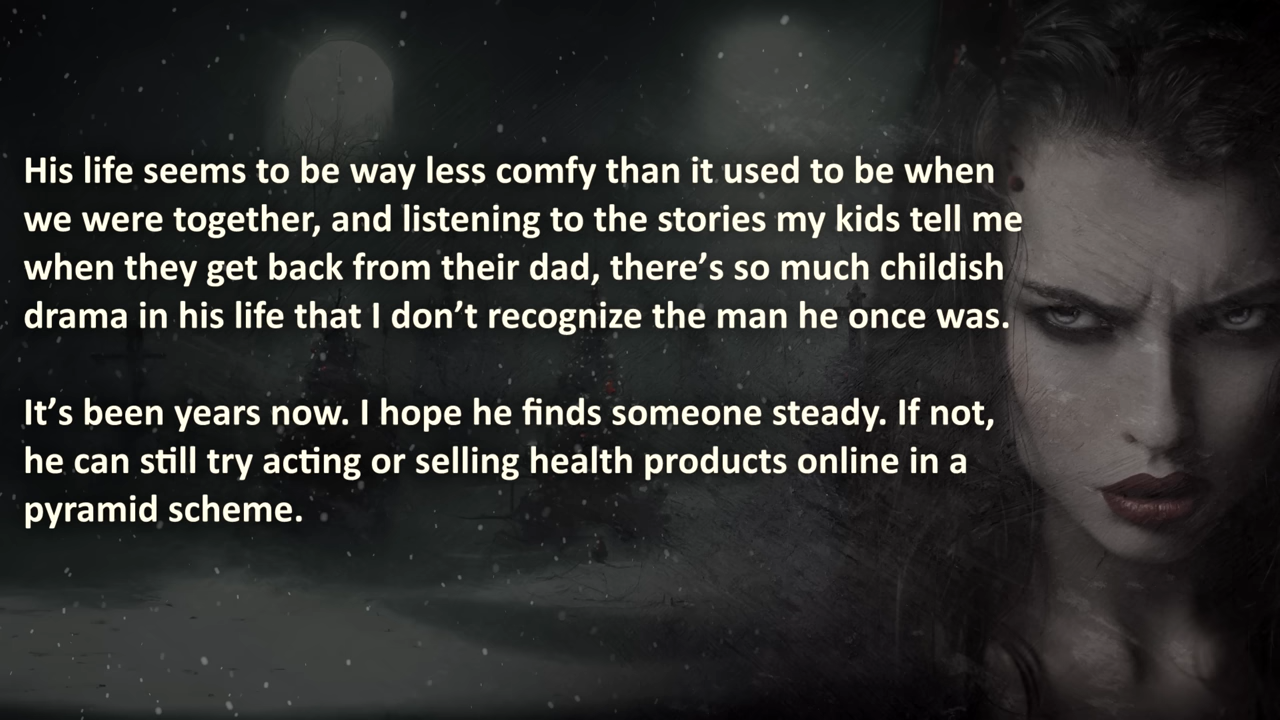 His life seems to be way less comfy than it used to be when
we were together, and listening to the stories my kids tell me
when they get back from their dad, there’s so much childish
drama in his life that I don’t recognize the man he once was.
It’s been years now. I hope he finds someone steady. If not,
he can still try acting or selling health products online in a
pyramid scheme.